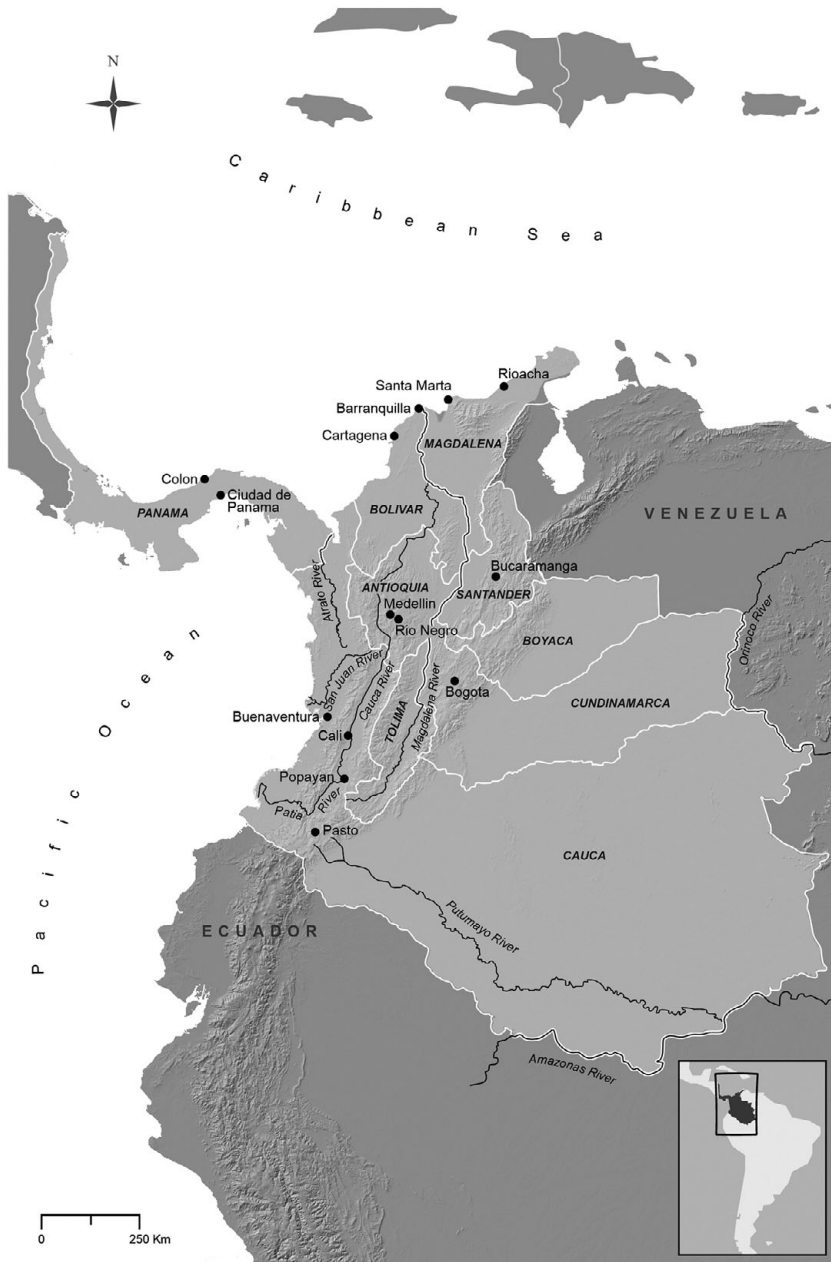 N
Caribbean Sea
Rioacha
Santa Marta
Barranquilla
MAGDALENA
Cartagena
Colon
Ciudad de
Panama
PANAMA
BOLIVAR
VENEZUELA
Bucaramanga
ANTIOQUIA
SANTANDER
Medellin
Rio Negro
Atrato River
BOYACA
Orinoco River
San Juan River
Cauca River
Bogota
CUNDINAMARCA
Magdalena River
TOLIMA
Buenaventura
Cali
Popayan
Patia River
Pasto
CAUCA
Pacific Ocean
ECUADOR
Putumayo River
Amazonas River
0 250 Km